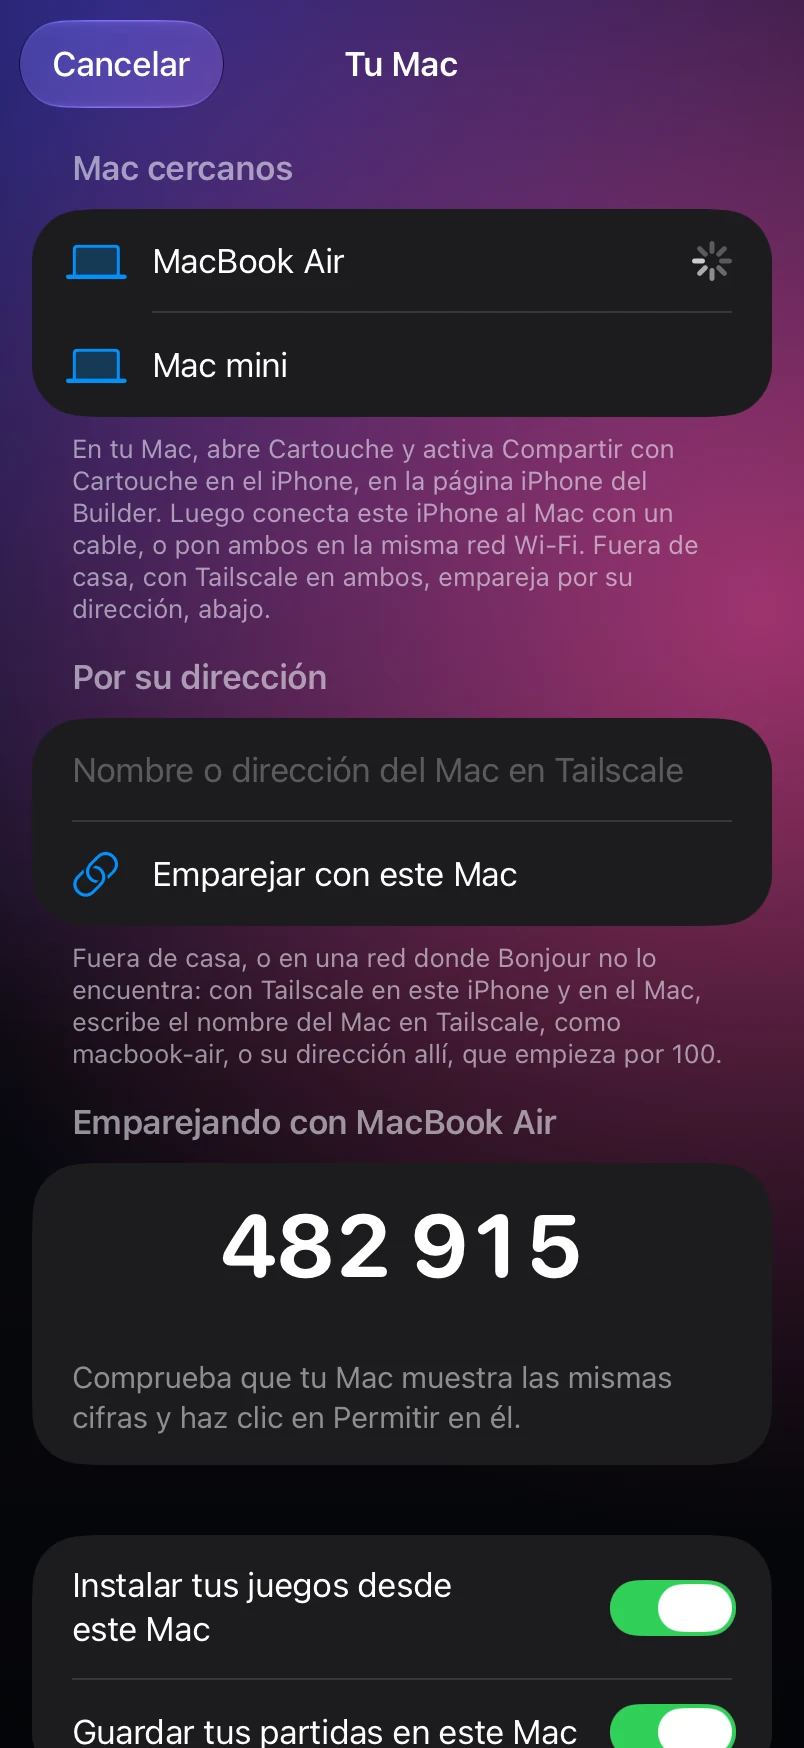 Cancelar
Tu Mac
Mac cercanos
MacBook Air
Mac mini
En tu Mac, abre Cartouche y activa Compartir con
Cartouche en el iPhone, en la página iPhone del
Builder. Luego conecta este iPhone al Mac con un
cable, o pon ambos en la misma red Wi-Fi. Fuera de
casa, con Tailscale en ambos, empareja por su
dirección, abajo.
Por su dirección
Nombre o dirección del Mac en Tailscale
Emparejar con este Mac
Fuera de casa, o en una red donde Bonjour no lo
encuentra: con Tailscale en este iPhone y en el Mac,
escribe el nombre del Mac en Tailscale, como
macbook-air, o su dirección allí, que empieza por 100.
Emparejando con MacBook Air
482 915
Comprueba que tu Mac muestra las mismas
cifras y haz clic en Permitir en él.
Instalar tus juegos desde
este Mac
Guardar tus partidas en este Mac